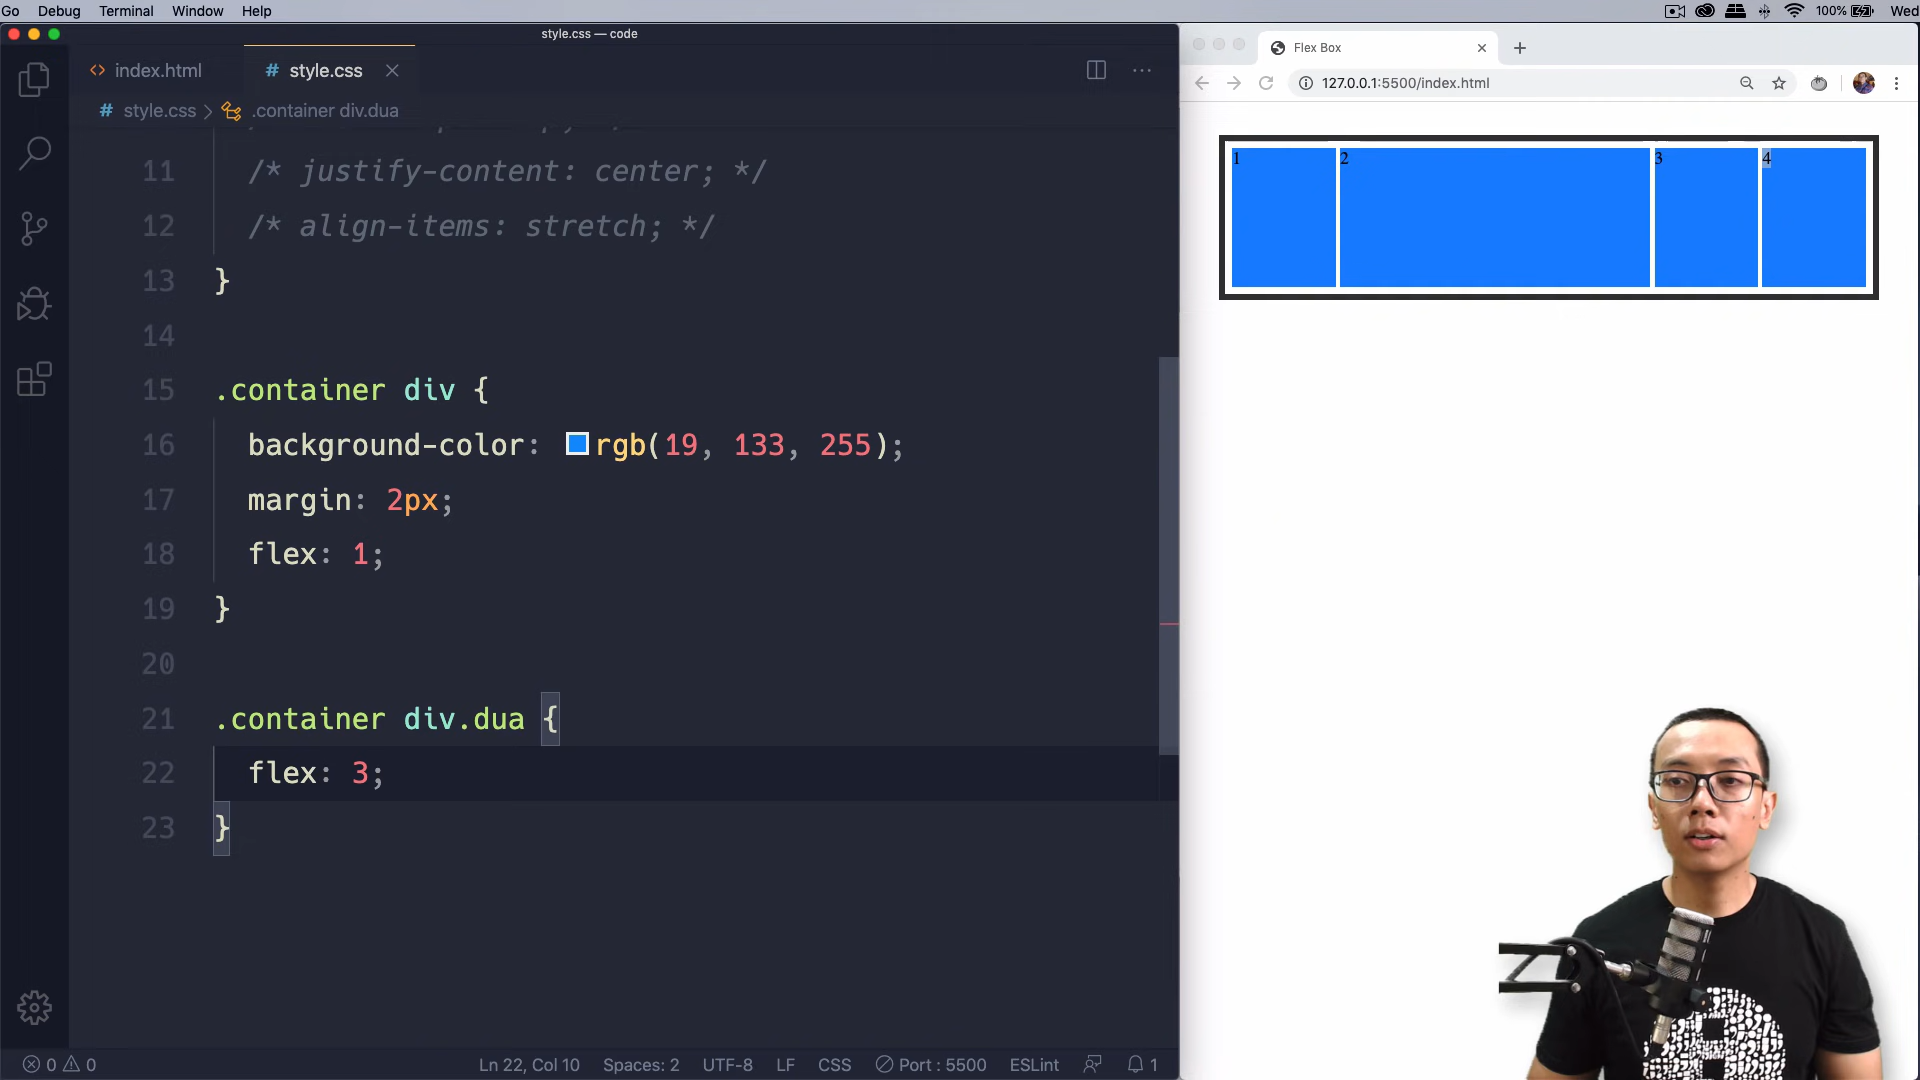 Go Debug Terminal Window Help
100% Wed
style.css — code
index.html
style.css
style.css > .container div.dua
11 /* justify-content: center; */
12 /* align-items: stretch; */
13 }
14
15 .container div {
16 background-color: rgb(19, 133, 255);
17 margin: 2px;
18 flex: 1;
19 }
20
21 .container div.dua {
22 flex: 3;
23 }
0 0
Ln 22, Col 10 Spaces: 2 UTF-8 LF CSS Port : 5500 ESLint 1
Flex Box
127.0.0.1:5500/index.html
1 2 3 4